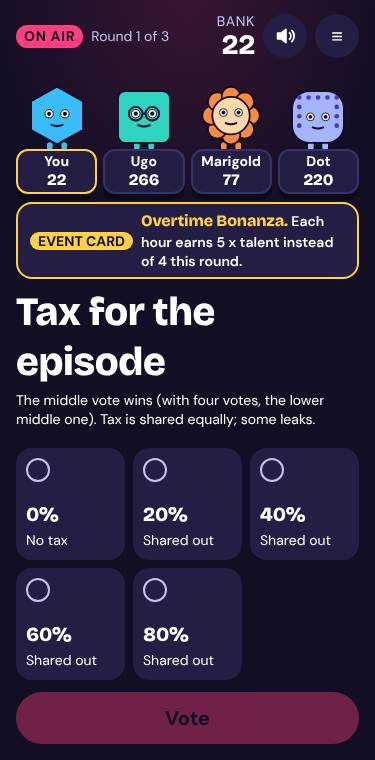 ON AIR
Round 1 of 3
BANK
22
You
22
Ugo
266
Marigold
77
Dot
220
EVENT CARD
Overtime Bonanza. Each
hour earns 5 x talent instead
of 4 this round.
Tax for the
episode
The middle vote wins (with four votes, the lower
middle one). Tax is shared equally; some leaks.
0%
No tax
20%
Shared out
40%
Shared out
60%
Shared out
80%
Shared out
Vote